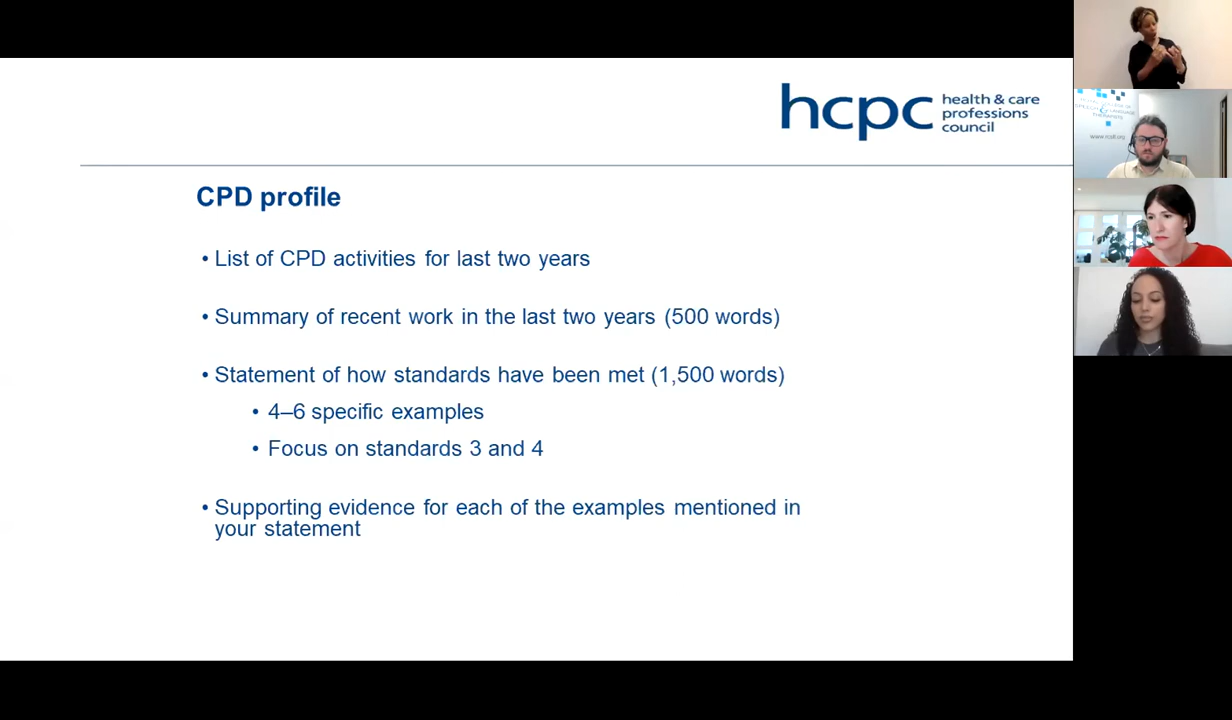 hcpc health & care
professions
council
CPD profile
• List of CPD activities for last two years
• Summary of recent work in the last two years (500 words)
• Statement of how standards have been met (1,500 words)
• 4–6 specific examples
• Focus on standards 3 and 4
• Supporting evidence for each of the examples mentioned in
your statement